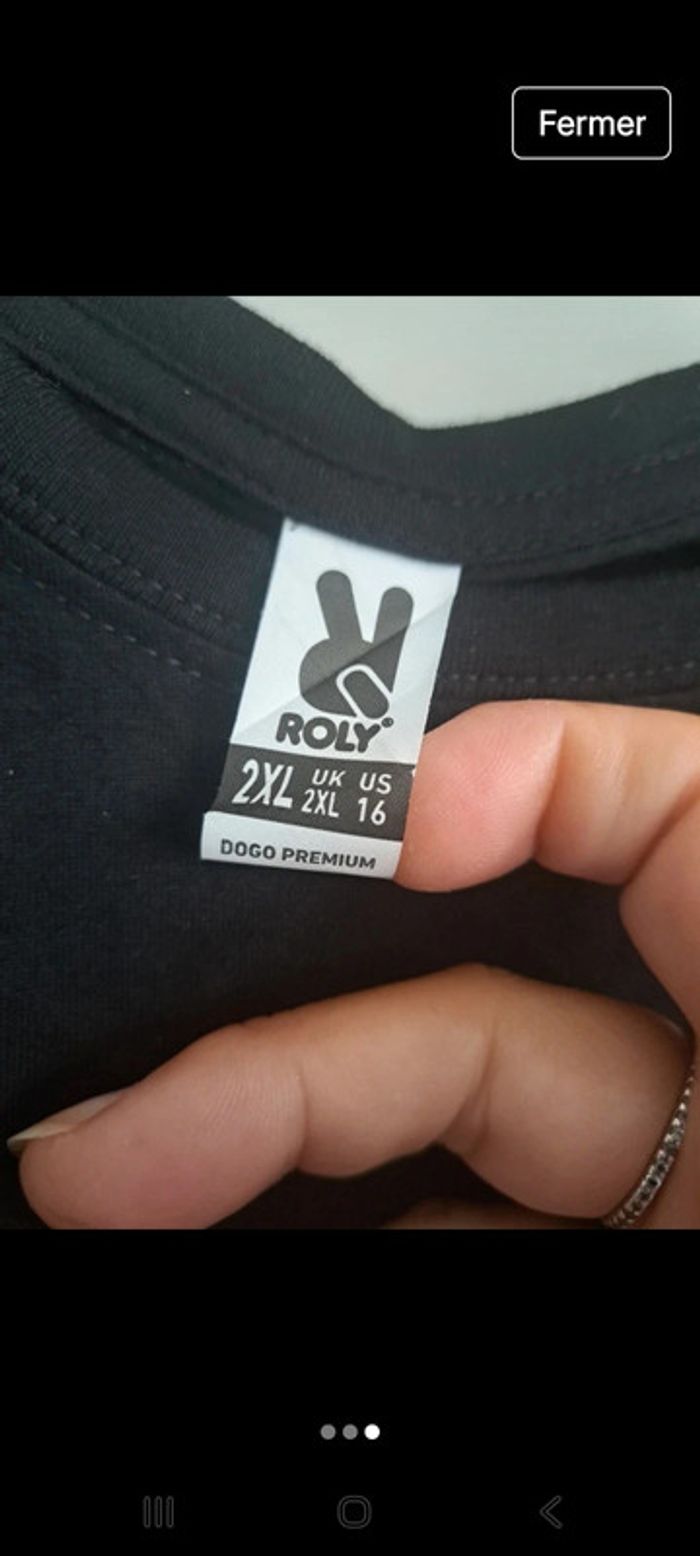 Fermer
ROLY®
2XL UK 2XL US 16
DOGO PREMIUM